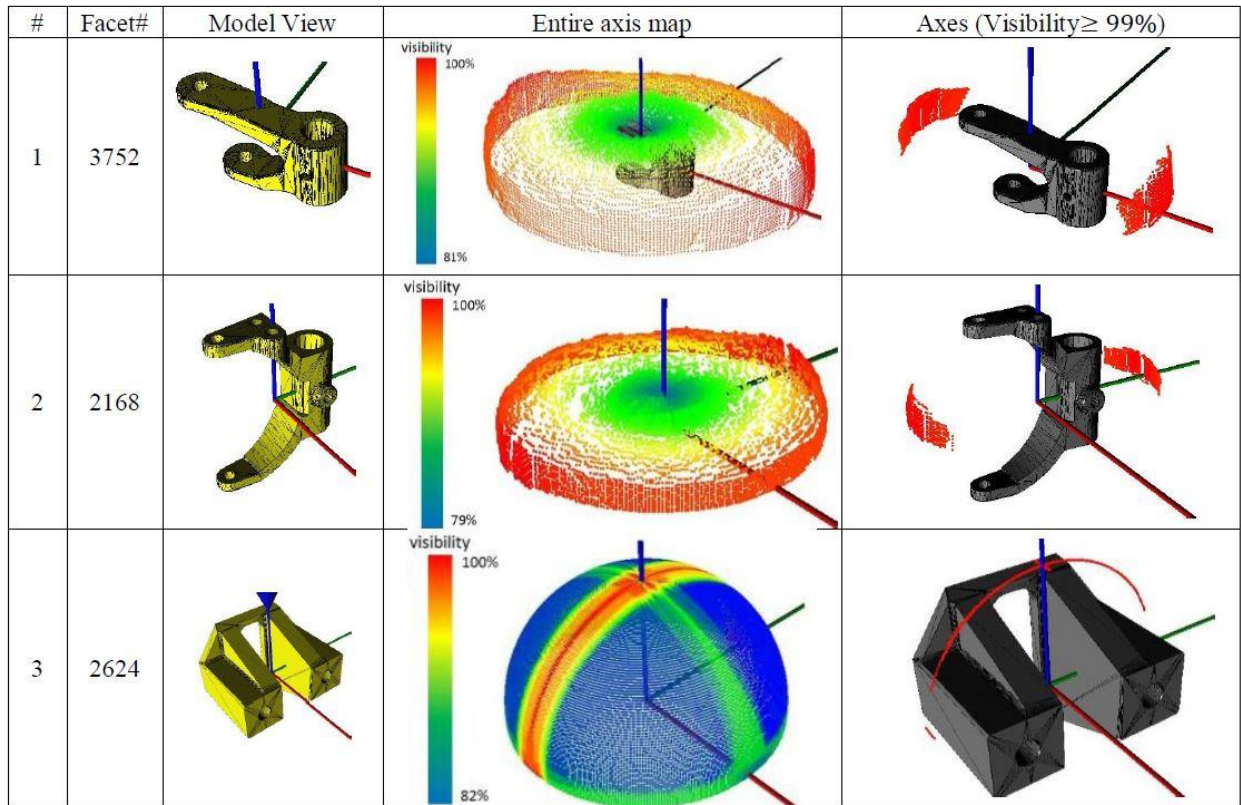 # Facet# Model View Entire axis map Axes (Visibility≥ 99%)
visibility
100%
1 3752
81%
visibility
100%
2 2168
79%
visibility
100%
3 2624
82%